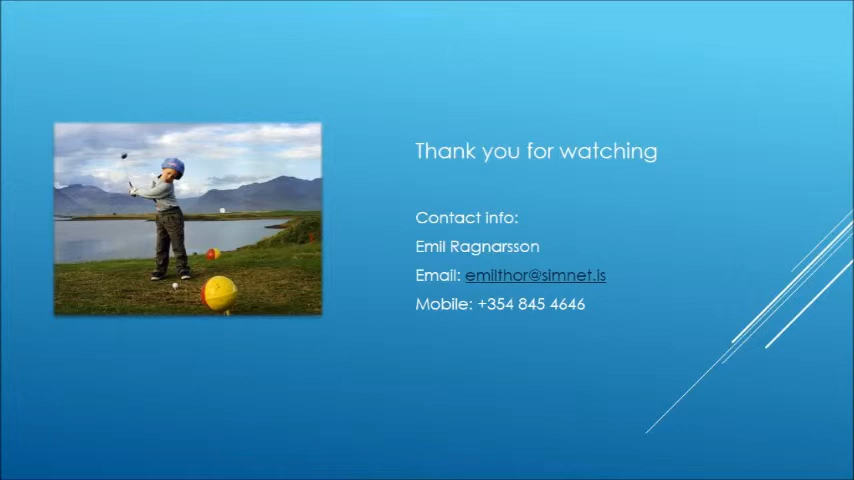 Thank you for watching
Contact info:
Emil Ragnarsson
Email: emilthor@simnet.is
Mobile: +354 845 4646